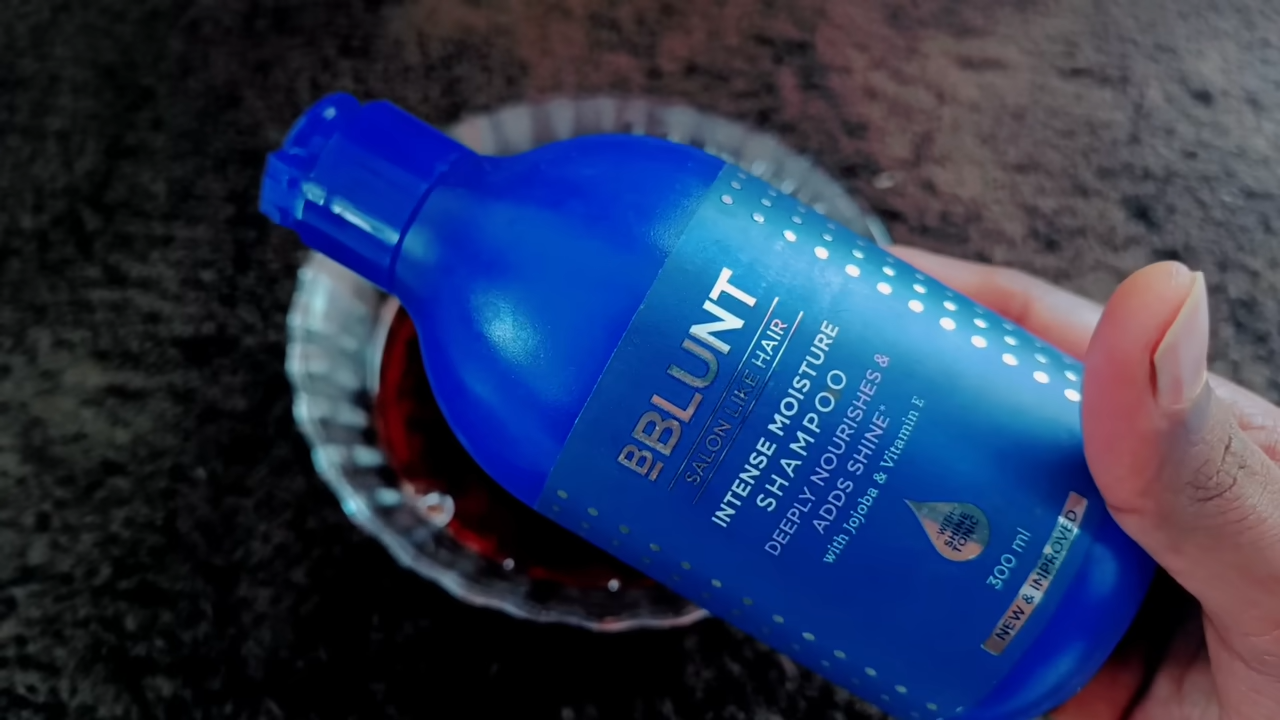 BBLUNT
SALON LIKE HAIR
INTENSE MOISTURE
SHAMPOO
DEEPLY NOURISHES &
ADDS SHINE*
with Jojoba & Vitamin E
WITH
SHINE
TONIC
300 ml
NEW & IMPROVED